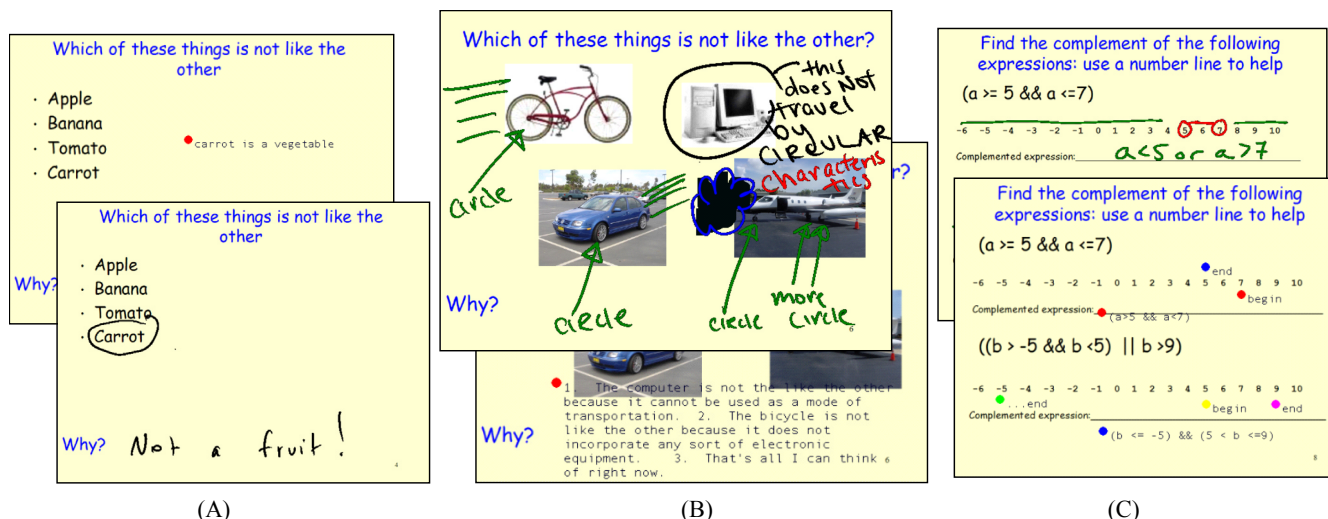 Which of these things is not like the
other
· Apple
· Banana
· Tomato
· Carrot
carrot is a vegetable
Why?
Which of these things is not like the
other
· Apple
· Banana
· Tomato
· Carrot
Why? Not a fruit!
4
(A)
Which of these things is not like the other?
this
does Not
travel
by
CIRCULAR
characteris
tics
circle
circle
circle
more
circle
Why?
6
r?
1. The computer is not the like the other
because it cannot be used as a mode of
transportation. 2. The bicycle is not
like the other because it does not
incorporate any sort of electronic
equipment. 3. That's all I can think
of right now.
Why?
6
(B)
Find the complement of the following
expressions: use a number line to help
(a >= 5 && a <=7)
-6 -5 -4 -3 -2 -1 0 1 2 3 4 5 6 7 8 9 10
Complemented expression: a<5 or a>7
Find the complement of the following
expressions: use a number line to help
(a >= 5 && a <=7)
end
-6 -5 -4 -3 -2 -1 0 1 2 3 4 5 6 7 8 9 10
begin
Complemented expression:
(a>5 && a<7)
((b > -5 && b <5) || b >9)
-6 -5 -4 -3 -2 -1 0 1 2 3 4 5 6 7 8 9 10
...end begin end
Complemented expression:
(b <= -5) && (5 < b <=9)
8
(C)